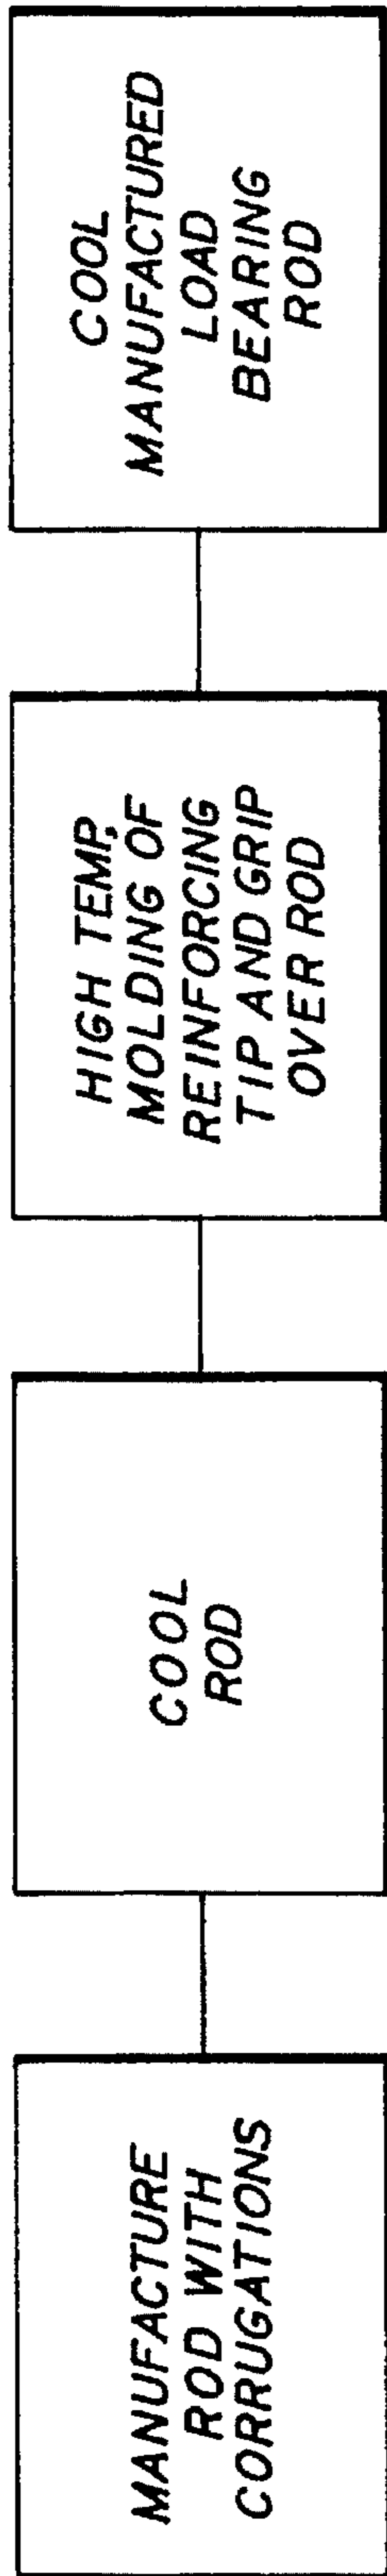 MANUFACTURE
ROD WITH
CORRUGATIONS
COOL
ROD
HIGH TEMP,
MOLDING OF
REINFORCING
TIP AND GRIP
OVER ROD
COOL
MANUFACTURED
LOAD
BEARING
ROD